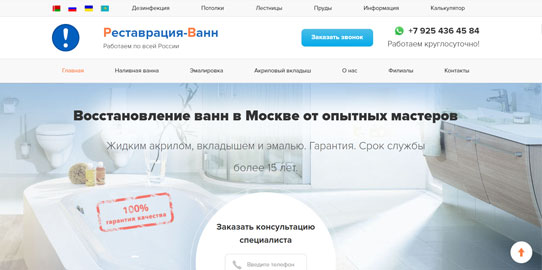 Дезинфекция Потолки Лестницы Пруды Информация Калькулятор
Реставрация-Ванн
Работаем по всей России
Заказать звонок
+7 925 436 45 84
Работаем круглосуточно!
Главная Наливная ванна Эмалировка Акриловый вкладыш О нас Филиалы Контакты
Восстановление ванн в Москве от опытных мастеров
Жидким акрилом, вкладышем и эмалью. Гарантия. Срок службы
более 15 лет.
100%
гарантия качества
Заказать консультацию
специалиста
Введите телефон